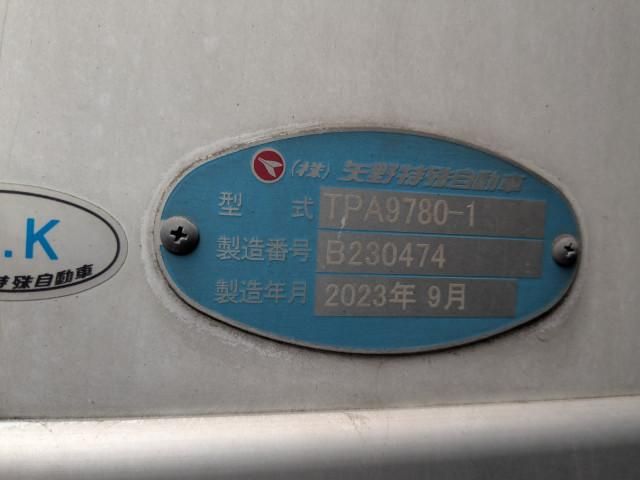 (株) 矢野特殊自動車
型 式 TPA9780-1
製造番号 B230474
製造年月 2023年 9月
.K
特殊自動車